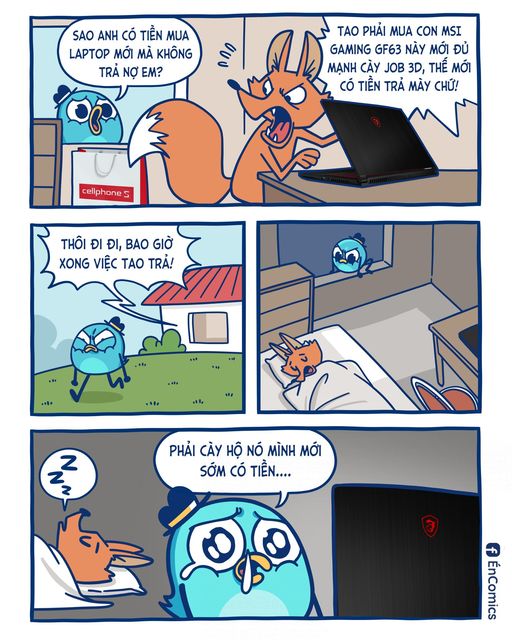 SAO ANH CÓ TIỀN MUA
LAPTOP MỚI MÀ KHÔNG
TRẢ NỢ EM?
TAO PHẢI MUA CON MSI
GAMING GF63 NÀY MỚI ĐỦ
MẠNH CÀY JOB 3D, THẾ MỚI
CÓ TIỀN TRẢ MÀY CHỨ!
cellphoneS
THÔI ĐI ĐI, BAO GIỜ
XONG VIỆC TAO TRẢ!
Z
Z
Z
PHẢI CÀY HỘ NÓ MÌNH MỚI
SỚM CÓ TIỀN....
ÉnComics